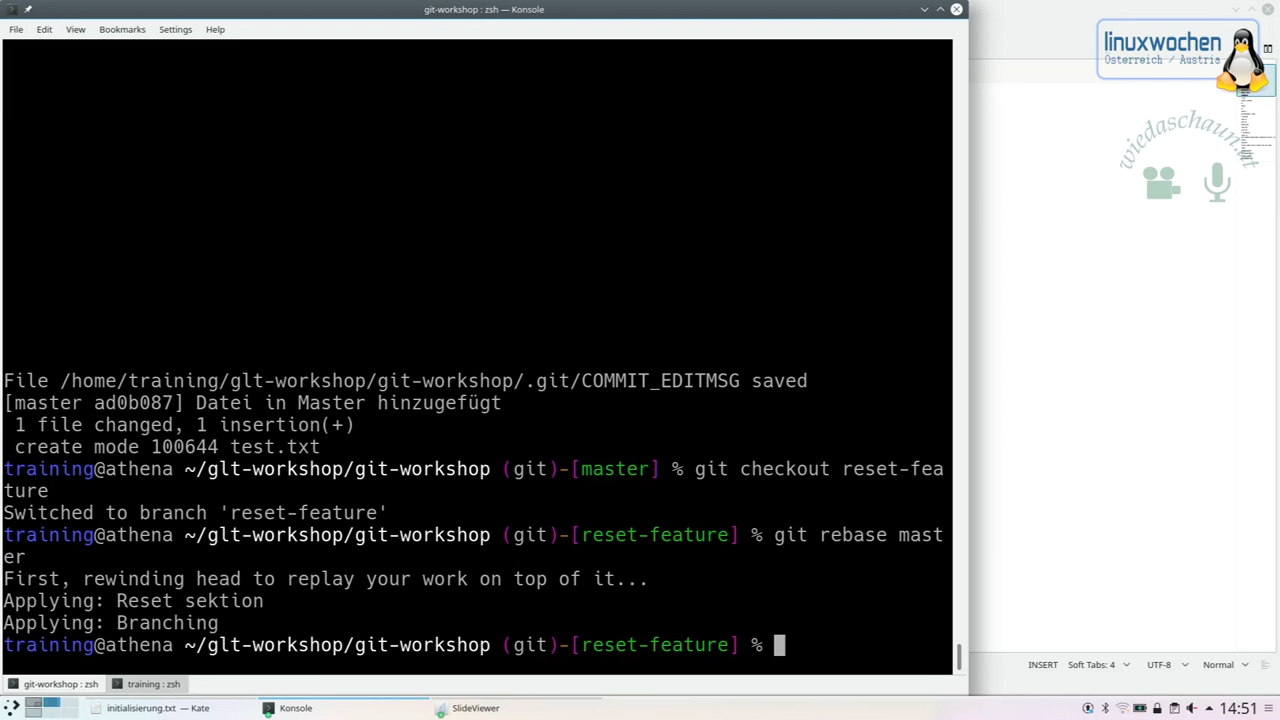 git-workshop : zsh — Konsole
File Edit View Bookmarks Settings Help
linuxwochen
Österreich / Austria
wiedaschaun.nt
File /home/training/glt-workshop/git-workshop/.git/COMMIT_EDITMSG saved
[master ad0b087] Datei in Master hinzugefügt
1 file changed, 1 insertion(+)
create mode 100644 test.txt
training@athena ~/glt-workshop/git-workshop (git)-[master] % git checkout reset-fea
ture
Switched to branch 'reset-feature'
training@athena ~/glt-workshop/git-workshop (git)-[reset-feature] % git rebase mast
er
First, rewinding head to replay your work on top of it...
Applying: Reset sektion
Applying: Branching
training@athena ~/glt-workshop/git-workshop (git)-[reset-feature] %
INSERT Soft Tabs: 4 UTF-8 Normal
git-workshop : zsh training : zsh
initialisierung.txt — Kate Konsole SlideViewer 14:51